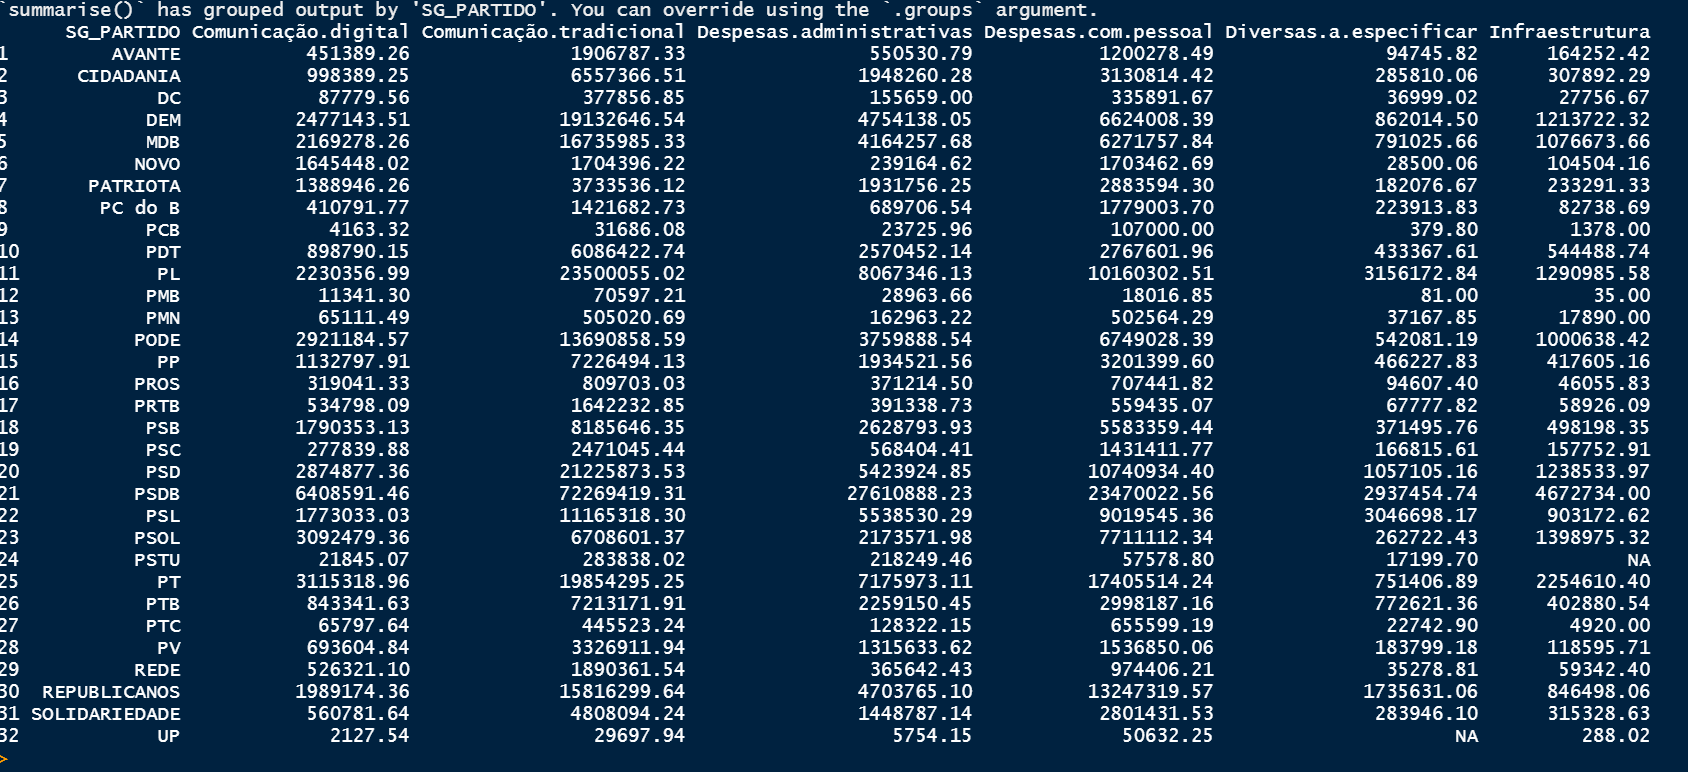 `summarise()` has grouped output by 'SG_PARTIDO'. You can override using the `.groups` argument.
SG_PARTIDO Comunicação.digital Comunicação.tradicional Despesas.administrativas Despesas.com.pessoal Diversas.a.especificar Infraestrutura
1 AVANTE 451389.26 1906787.33 550530.79 1200278.49 94745.82 164252.42
2 CIDADANIA 998389.25 6557366.51 1948260.28 3130814.42 285810.06 307892.29
3 DC 87779.56 377856.85 155659.00 335891.67 36999.02 27756.67
4 DEM 2477143.51 19132646.54 4754138.05 6624008.39 862014.50 1213722.32
5 MDB 2169278.26 16735985.33 4164257.68 6271757.84 791025.66 1076673.66
6 NOVO 1645448.02 1704396.22 239164.62 1703462.69 28500.06 104504.16
7 PATRIOTA 1388946.26 3733536.12 1931756.25 2883594.30 182076.67 233291.33
8 PC do B 410791.77 1421682.73 689706.54 1779003.70 223913.83 82738.69
9 PCB 4163.32 31686.08 23725.96 107000.00 379.80 1378.00
10 PDT 898790.15 6086422.74 2570452.14 2767601.96 433367.61 544488.74
11 PL 2230356.99 23500055.02 8067346.13 10160302.51 3156172.84 1290985.58
12 PMB 11341.30 70597.21 28963.66 18016.85 81.00 35.00
13 PMN 65111.49 505020.69 162963.22 502564.29 37167.85 17890.00
14 PODE 2921184.57 13690858.59 3759888.54 6749028.39 542081.19 1000638.42
15 PP 1132797.91 7226494.13 1934521.56 3201399.60 466227.83 417605.16
16 PROS 319041.33 809703.03 371214.50 707441.82 94607.40 46055.83
17 PRTB 534798.09 1642232.85 391338.73 559435.07 67777.82 58926.09
18 PSB 1790353.13 8185646.35 2628793.93 5583359.44 371495.76 498198.35
19 PSC 277839.88 2471045.44 568404.41 1431411.77 166815.61 157752.91
20 PSD 2874877.36 21225873.53 5423924.85 10740934.40 1057105.16 1238533.97
21 PSDB 6408591.46 72269419.31 27610888.23 23470022.56 2937454.74 4672734.00
22 PSL 1773033.03 11165318.30 5538530.29 9019545.36 3046698.17 903172.62
23 PSOL 3092479.36 6708601.37 2173571.98 7711112.34 262722.43 1398975.32
24 PSTU 21845.07 283838.02 218249.46 57578.80 17199.70 NA
25 PT 3115318.96 19854295.25 7175973.11 17405514.24 751406.89 2254610.40
26 PTB 843341.63 7213171.91 2259150.45 2998187.16 772621.36 402880.54
27 PTC 65797.64 445523.24 128322.15 655599.19 22742.90 4920.00
28 PV 693604.84 3326911.94 1315633.62 1536850.06 183799.18 118595.71
29 REDE 526321.10 1890361.54 365642.43 974406.21 35278.81 59342.40
30 REPUBLICANOS 1989174.36 15816299.64 4703765.10 13247319.57 1735631.06 846498.06
31 SOLIDARIEDADE 560781.64 4808094.24 1448787.14 2801431.53 283946.10 315328.63
32 UP 2127.54 29697.94 5754.15 50632.25 NA 288.02
>